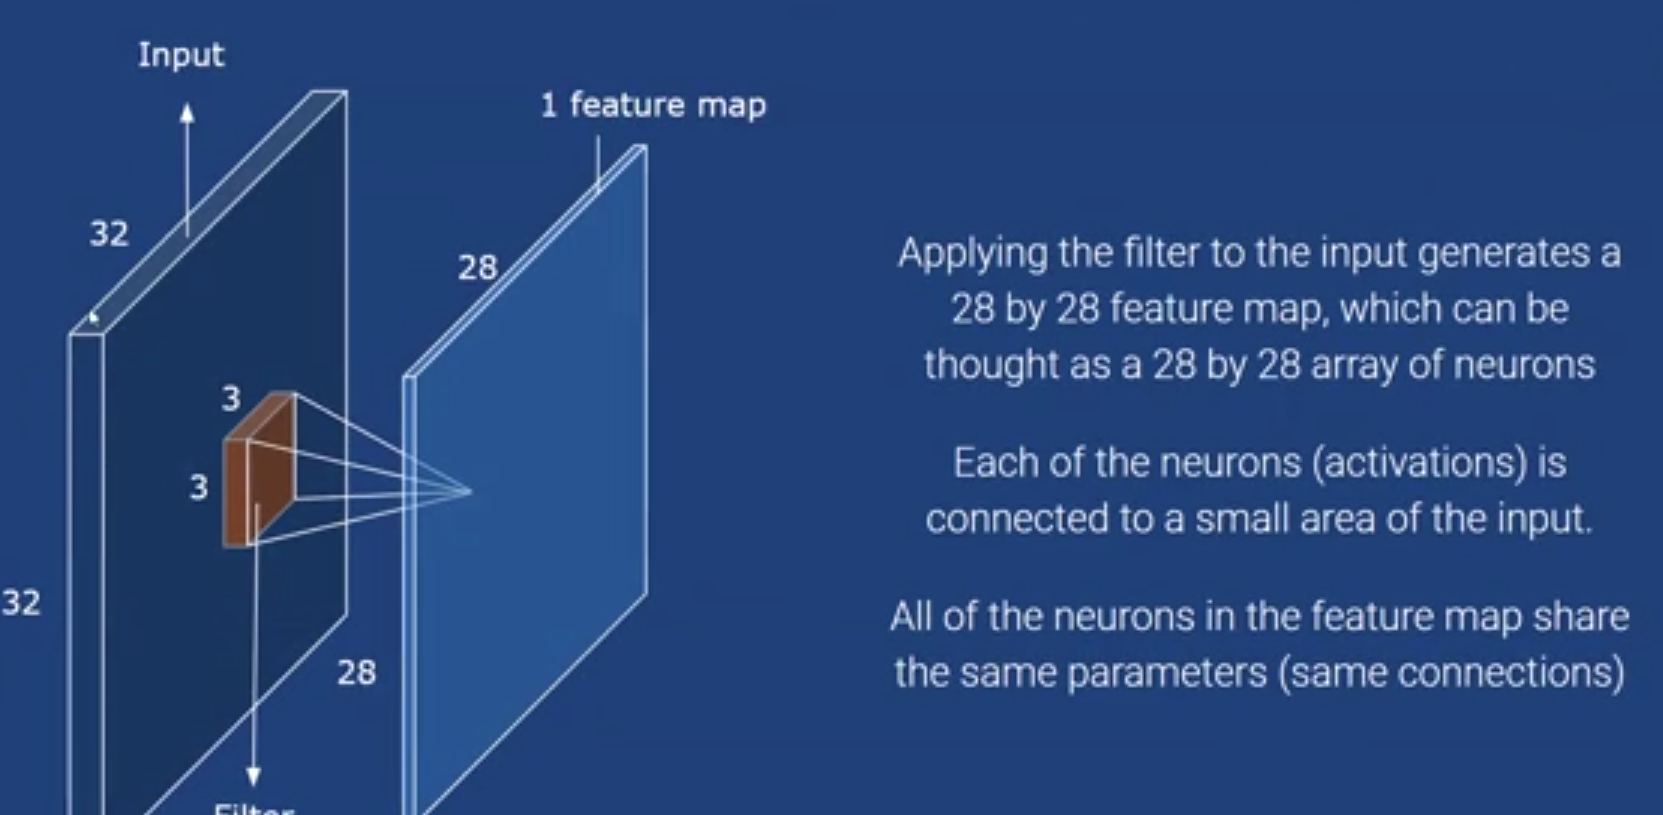 Input
1 feature map
32
28
3
3
32
28
Filter
Applying the filter to the input generates a
28 by 28 feature map, which can be
thought as a 28 by 28 array of neurons
Each of the neurons (activations) is
connected to a small area of the input.
All of the neurons in the feature map share
the same parameters (same connections)